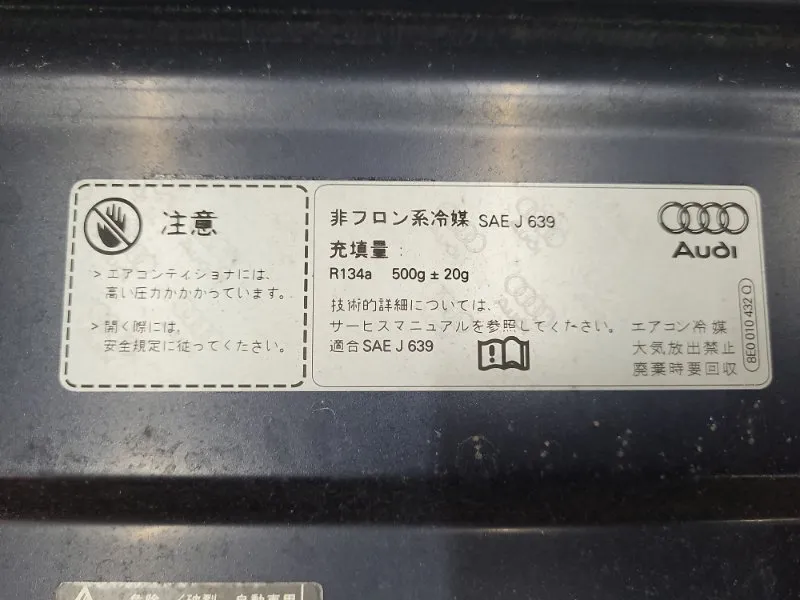 注意
> エアコンディショナには、
高い圧力がかかっています。
> 開く際には、
安全規定に従ってください。
非フロン系冷媒 SAE J 639
充填量 :
R134a 500g ± 20g
技術的詳細については、
サービスマニュアルを参照してください。
適合 SAE J 639
Audi
エアコン冷媒
大気放出禁止
廃棄時要回収
8E0 010 432 Q